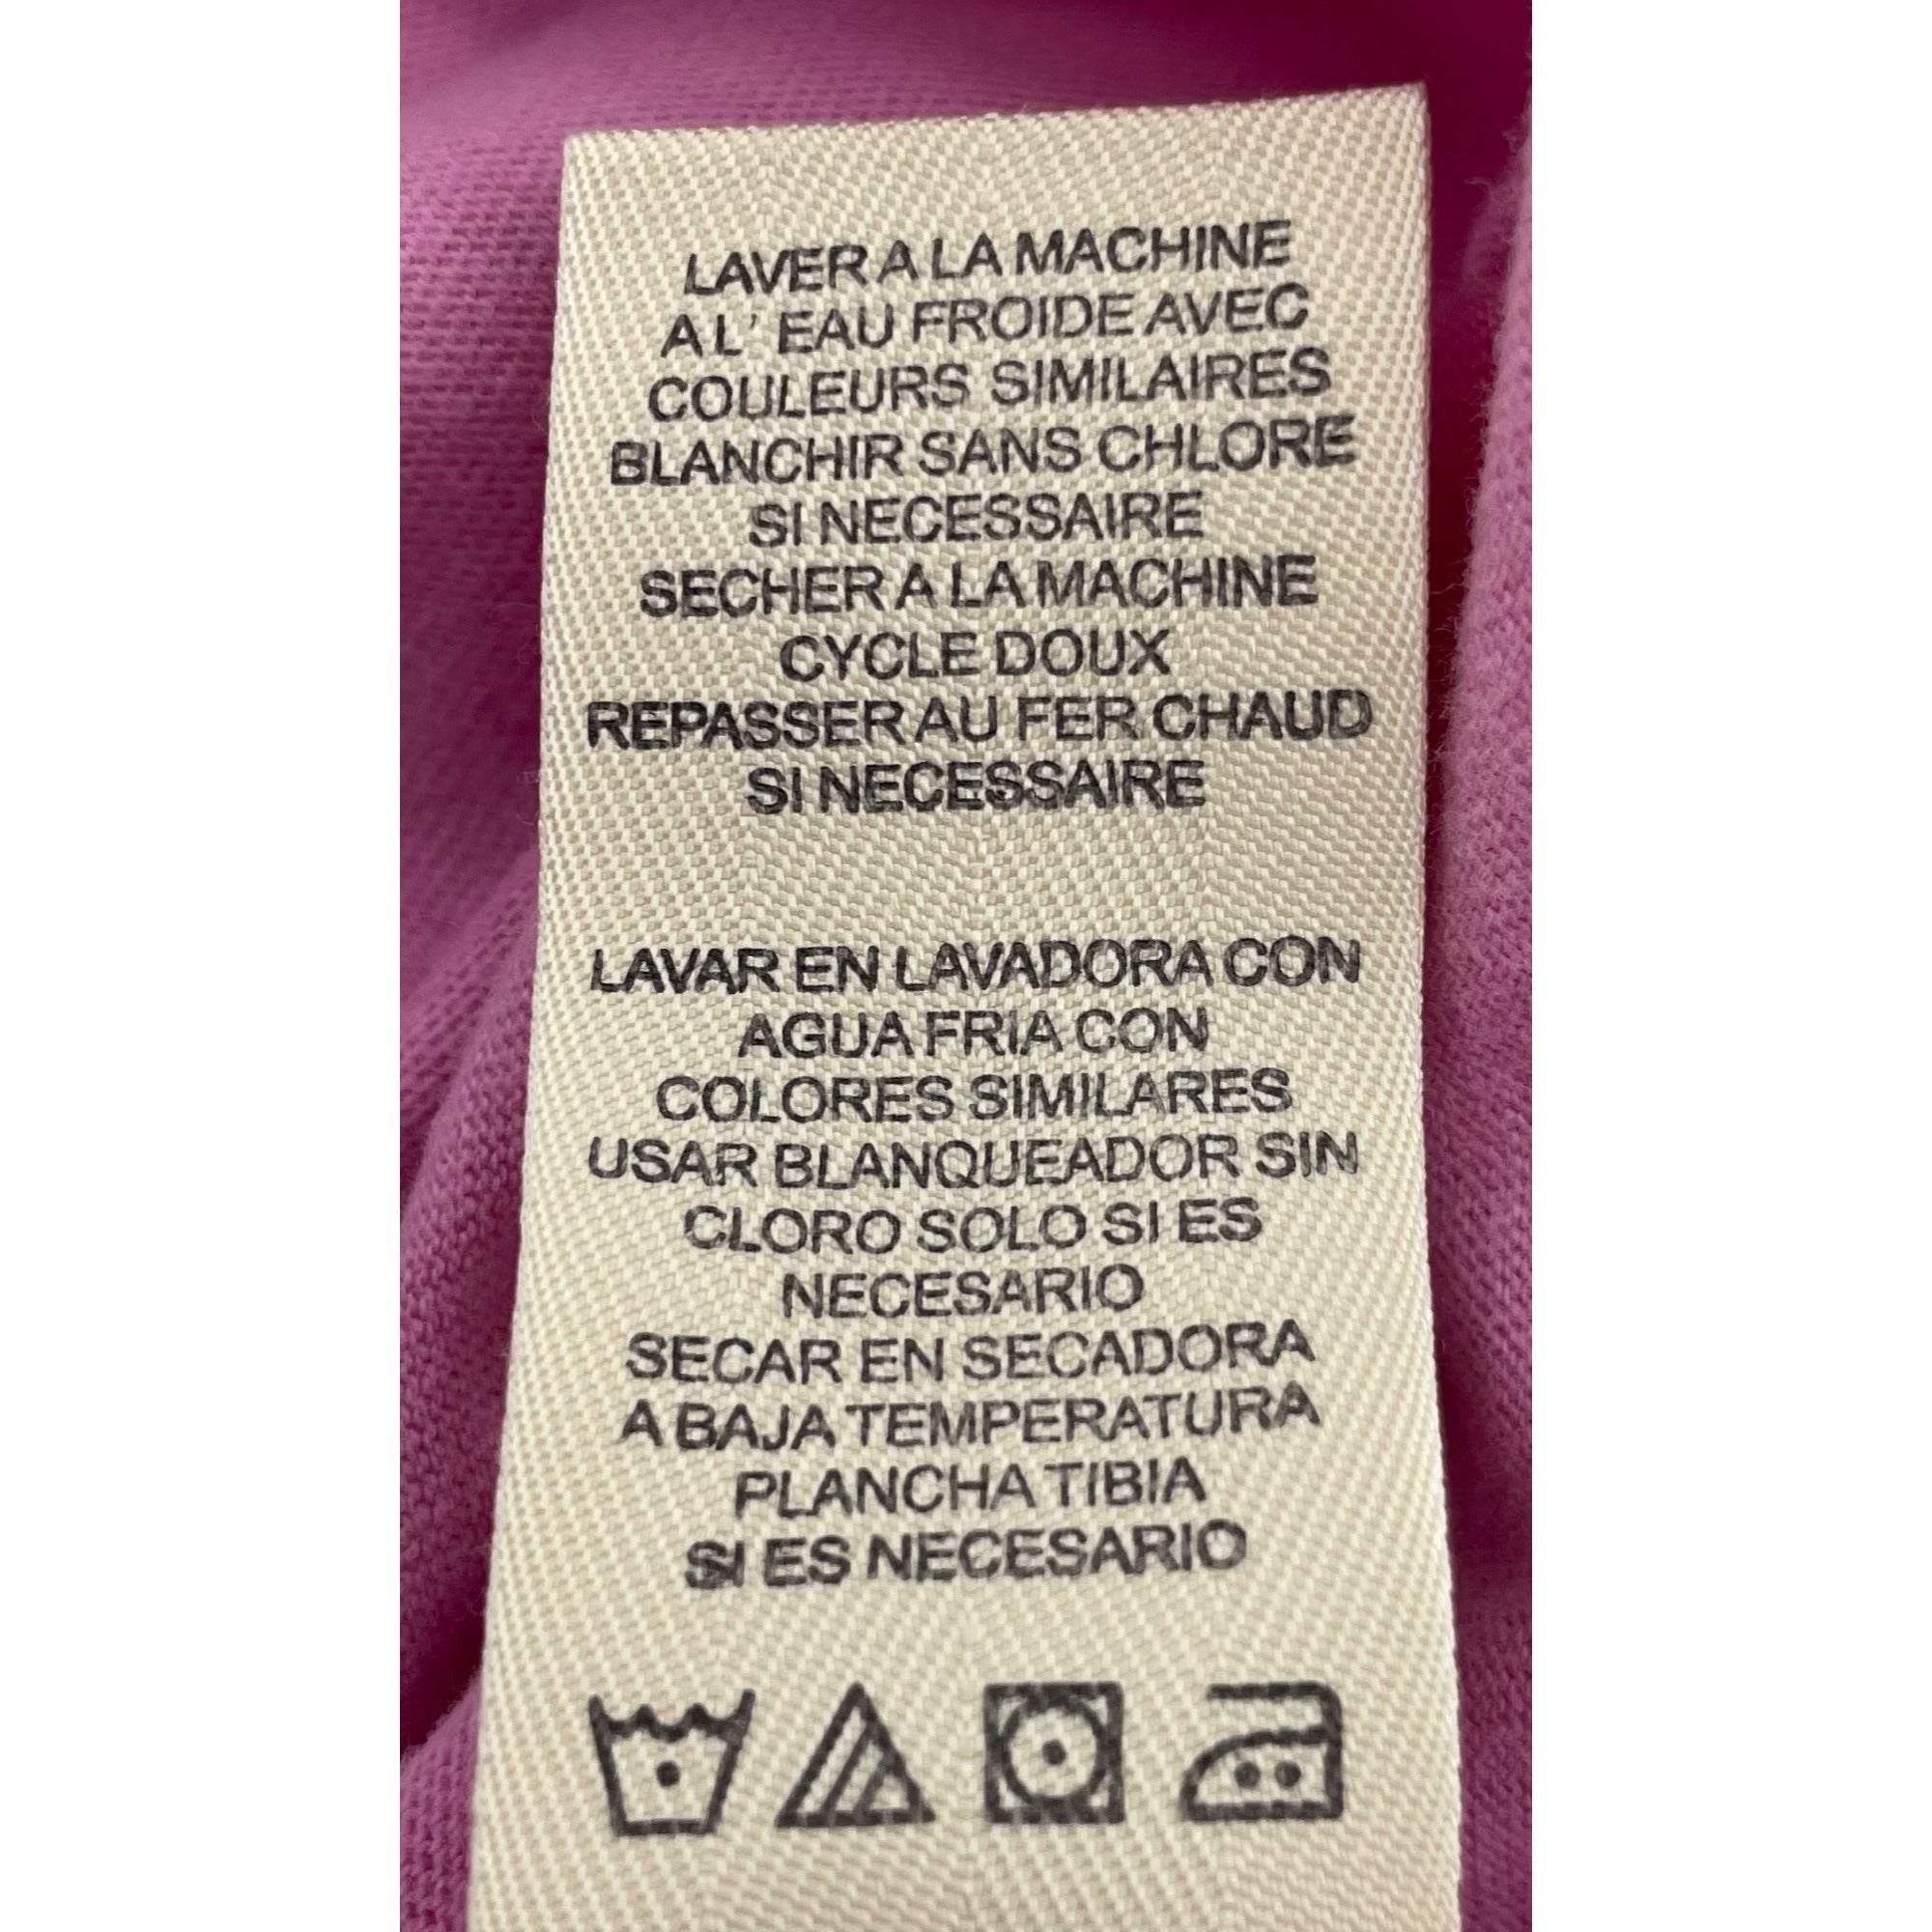 LAVER A LA MACHINE
A L' EAU FROIDE AVEC
COULEURS SIMILAIRES
BLANCHIR SANS CHLORE
SI NECESSAIRE
SECHER A LA MACHINE
CYCLE DOUX
REPASSER AU FER CHAUD
SI NECESSAIRE
LAVAR EN LAVADORA CON
AGUA FRIA CON
COLORES SIMILARES
USAR BLANQUEADOR SIN
CLORO SOLO SI ES
NECESARIO
SECAR EN SECADORA
A BAJA TEMPERATURA
PLANCHA TIBIA
SI ES NECESARIO